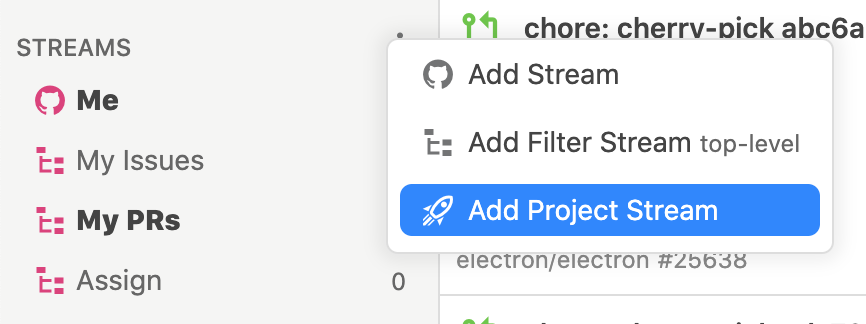 STREAMS
chore: cherry-pick abc6a
Me
Add Stream
My Issues
Add Filter Stream top-level
My PRs
Add Project Stream
Assign 0
electron/electron #25638